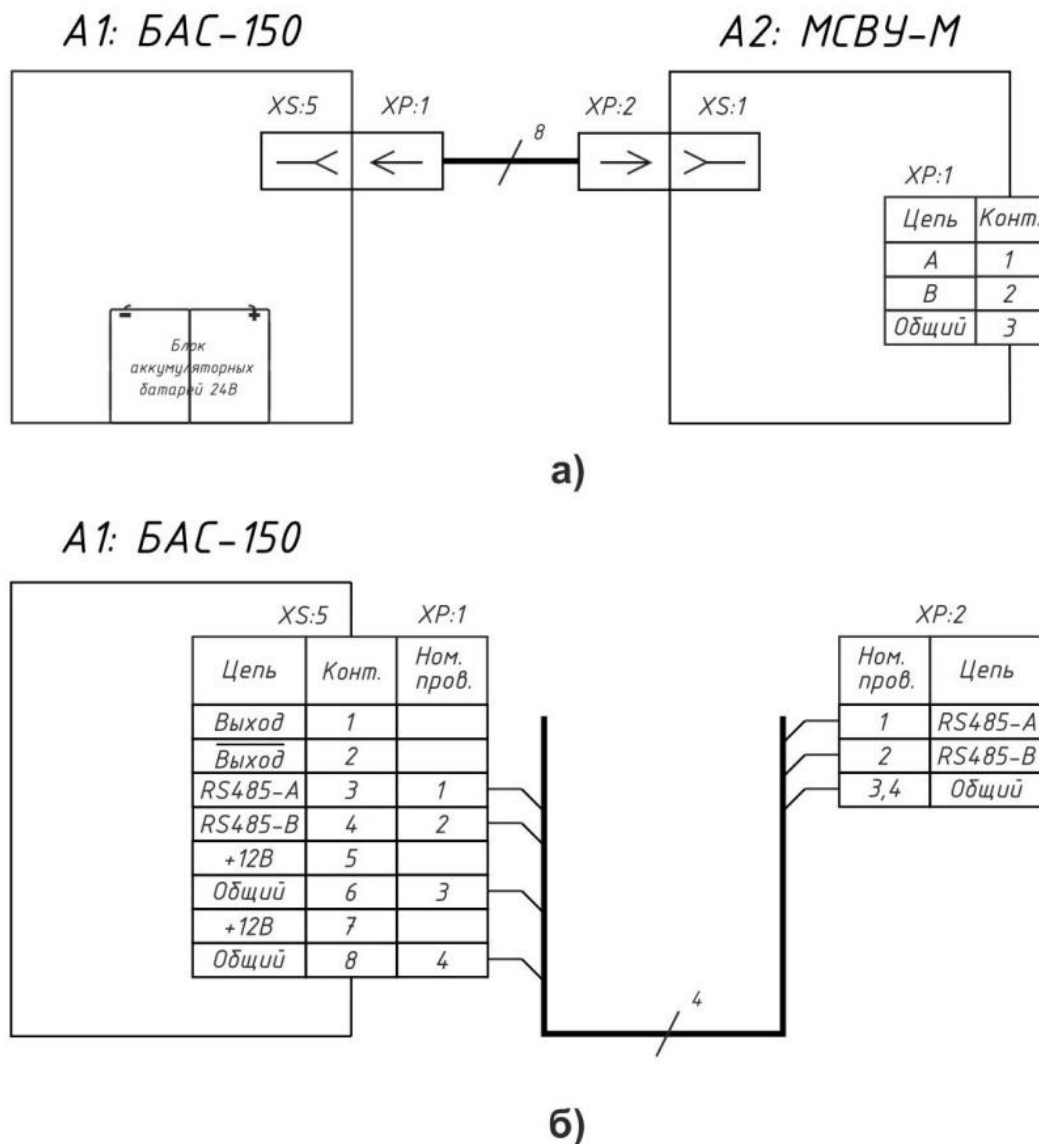 А1: БАС-150
А2: МСВУ-М
XS:5 XP:1
8
XP:2 XS:1
XP:1
Цепь Конт.
A 1
B 2
Общий 3
- +
Блок
аккумуляторных
батарей 24В
а)
А1: БАС-150
XS:5 XP:1
Цепь Конт. Ном. пров.
Выход 1
Выход 2
RS485-A 3 1
RS485-B 4 2
+12В 5
Общий 6 3
+12В 7
Общий 8 4
4
XP:2
Ном. пров. Цепь
1 RS485-A
2 RS485-B
3,4 Общий
б)